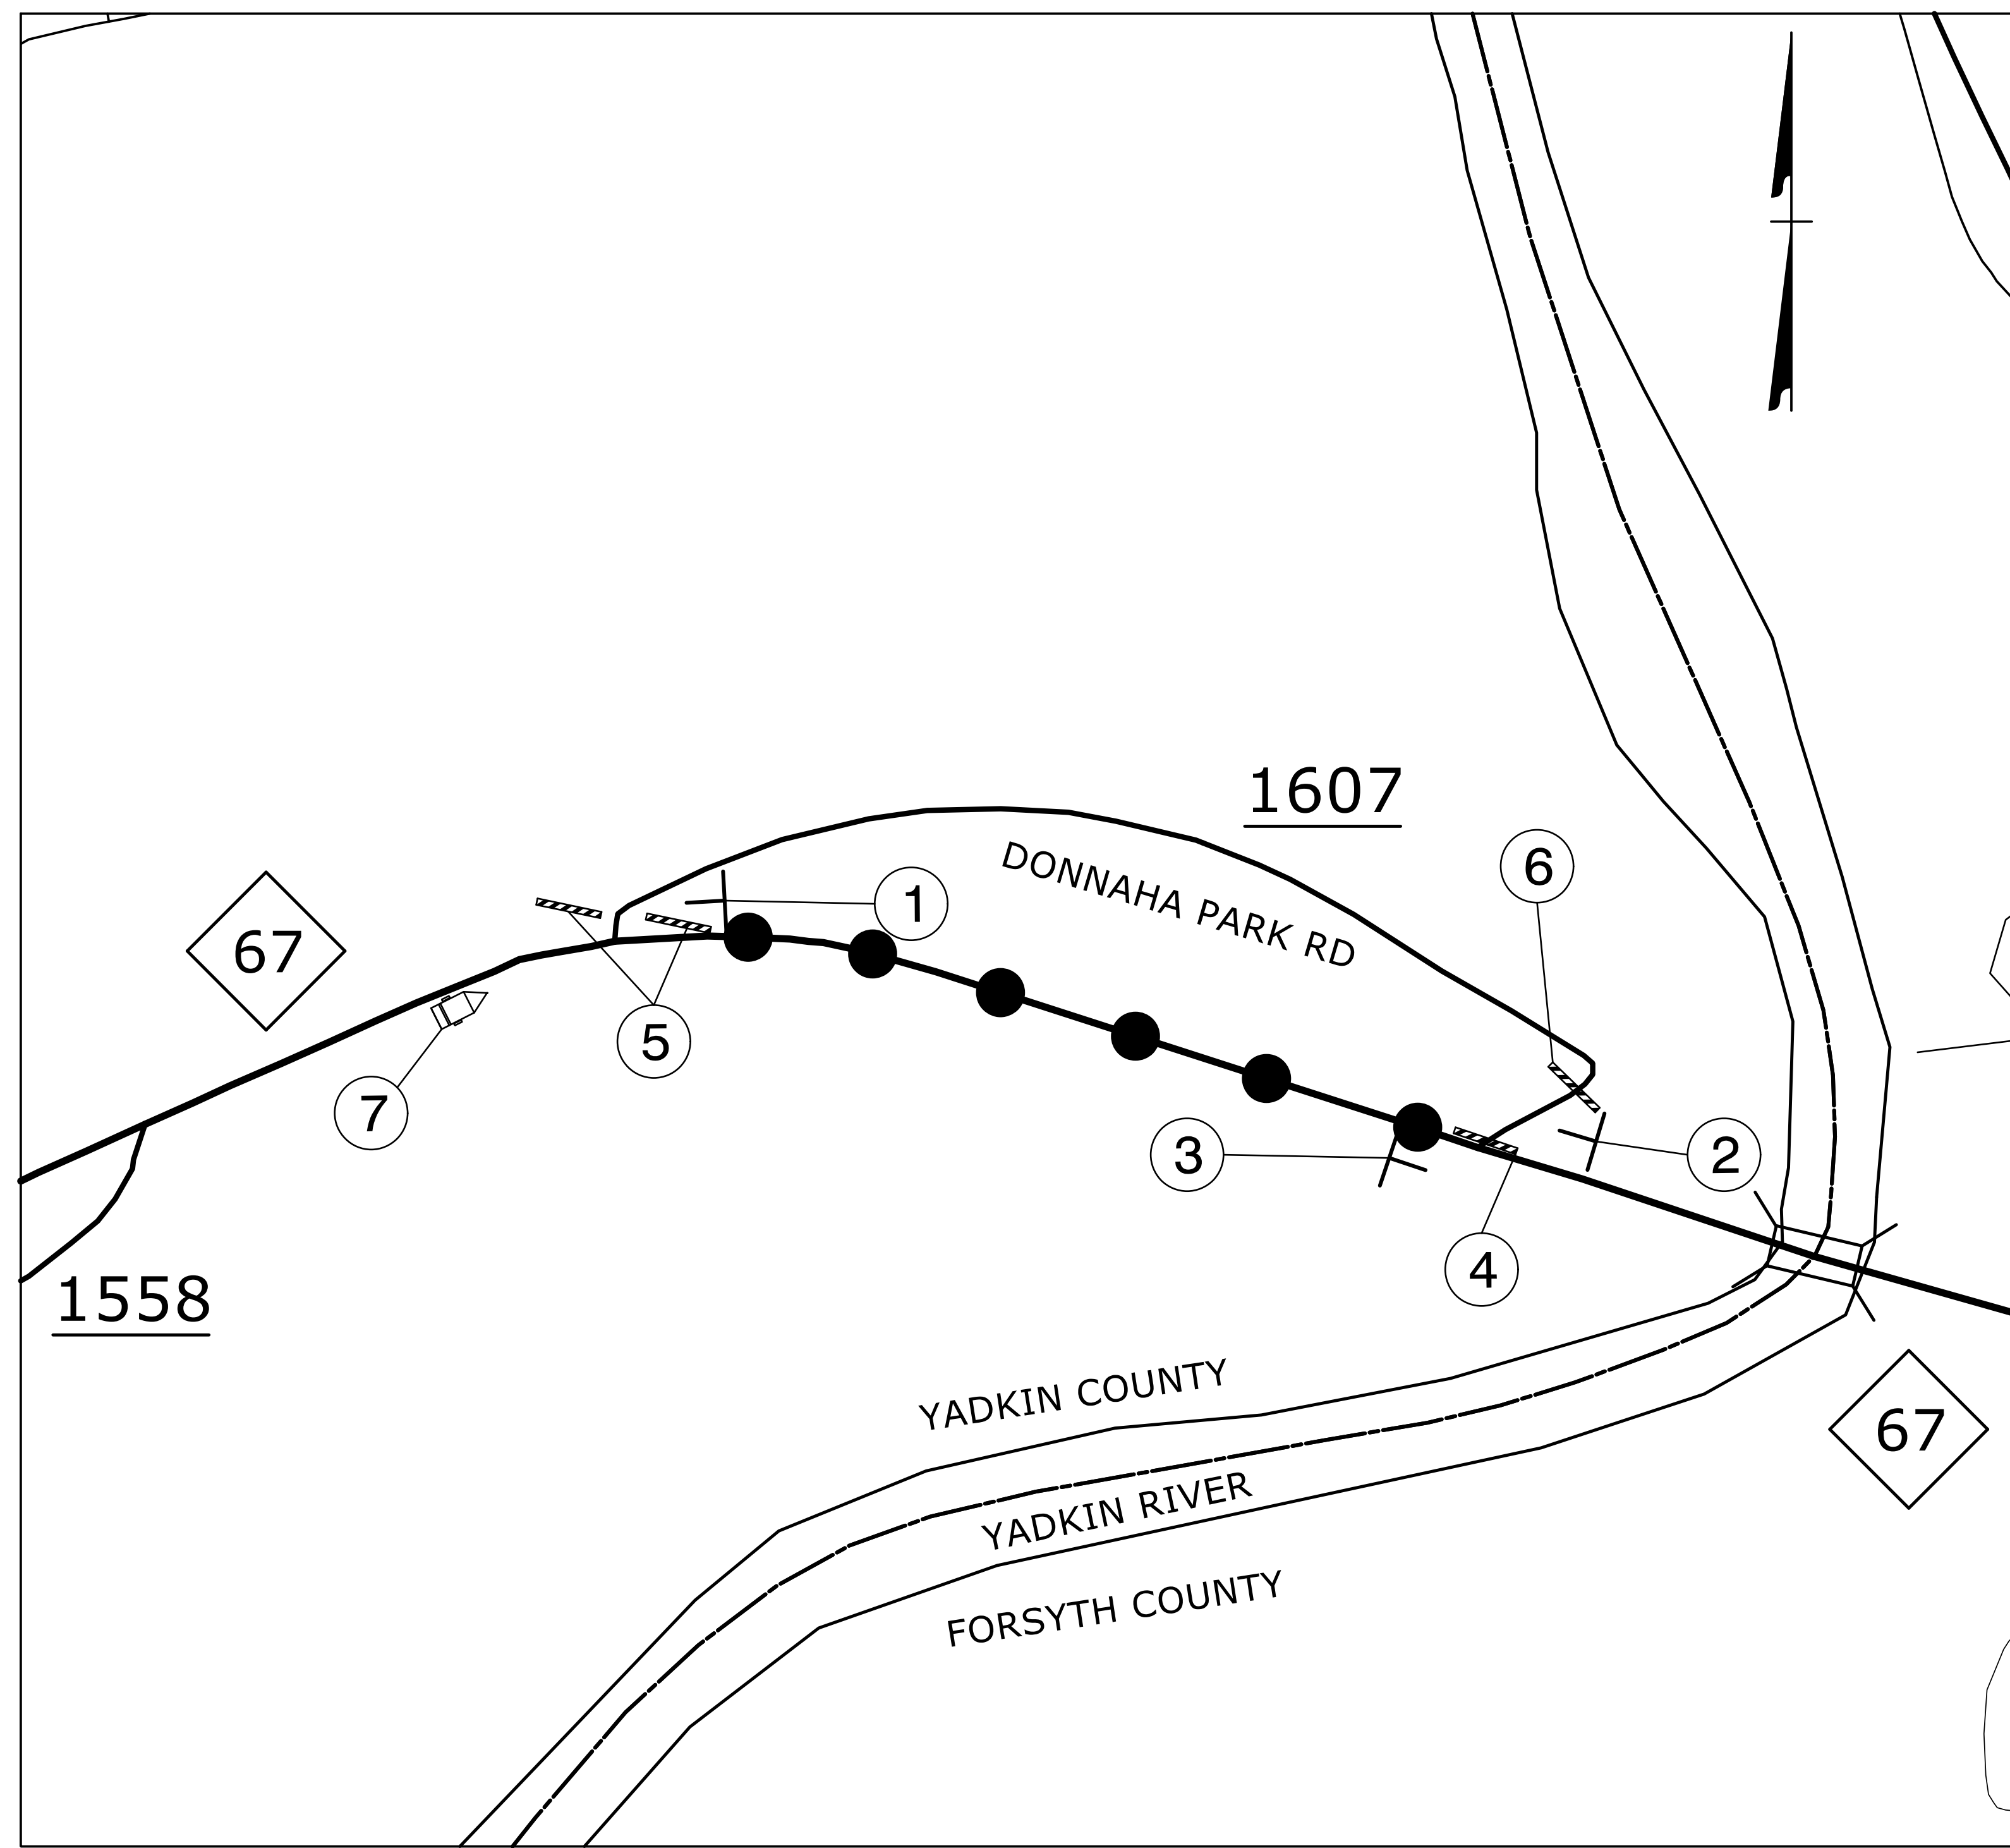 1607
DONNAHA PARK RD
6
1
67
5
7
3
2
4
1558
YADKIN COUNTY
67
YADKIN RIVER
FORSYTH COUNTY